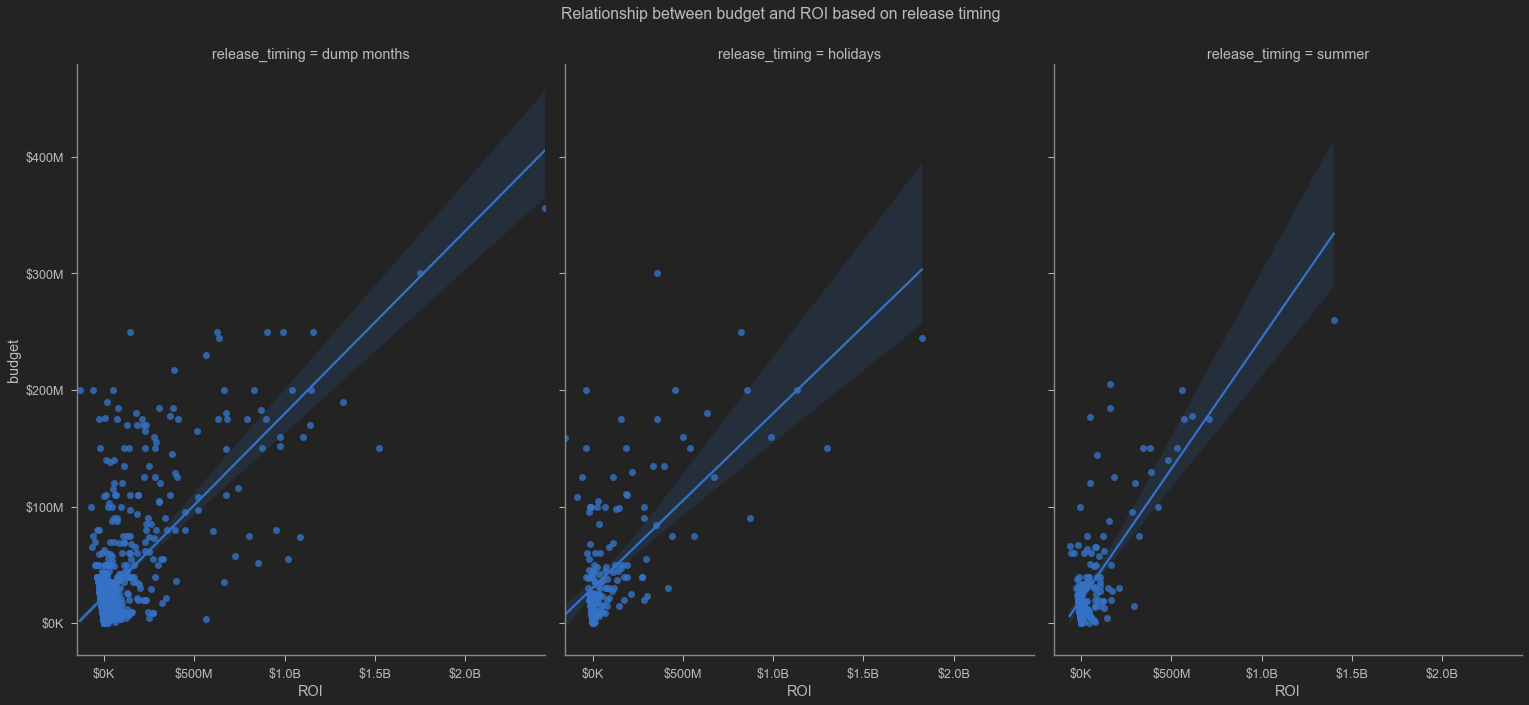 Relationship between budget and ROI based on release timing
release_timing = dump months
release_timing = holidays
release_timing = summer
budget
$400M
$300M
$200M
$100M
$0K
$0K $500M $1.0B $1.5B $2.0B
$0K $500M $1.0B $1.5B $2.0B
$0K $500M $1.0B $1.5B $2.0B
ROI
ROI
ROI